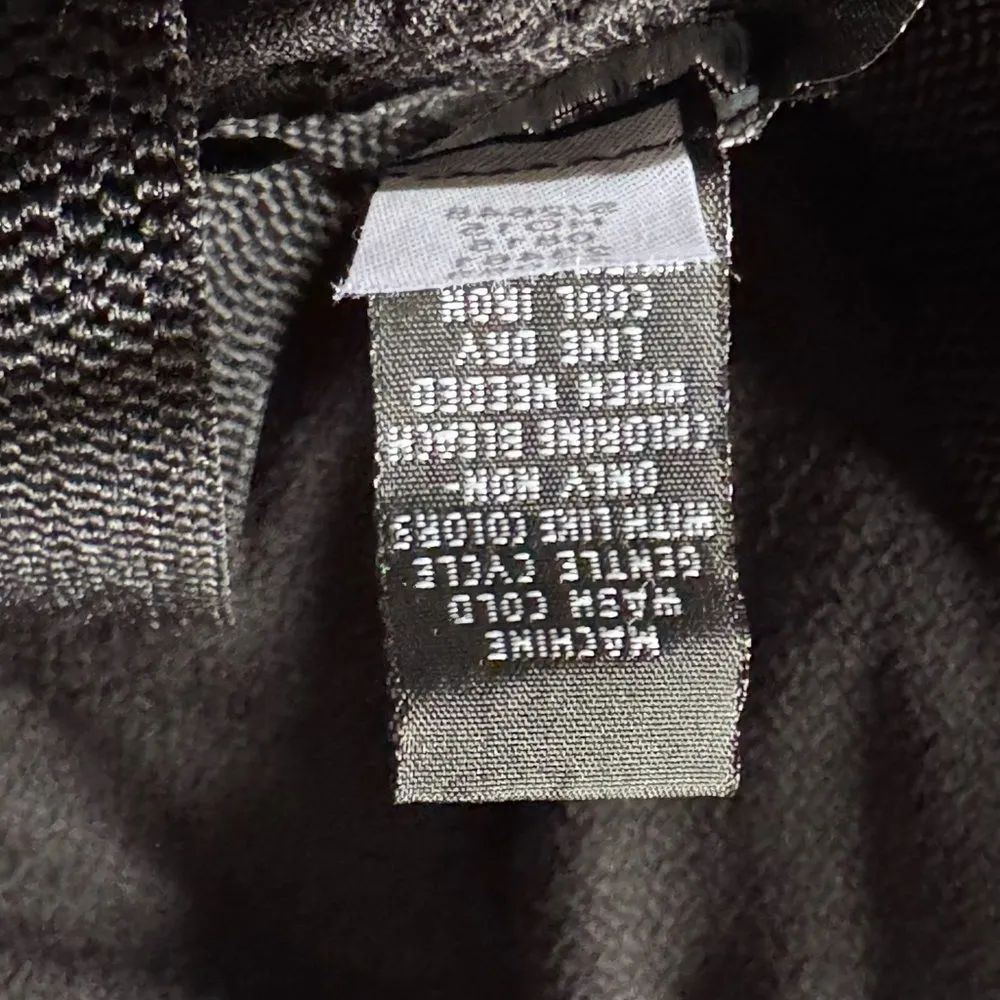 MACHINE
WASH COLD
GENTLE CYCLE
WITH LIKE COLORS
ONLY NON-
CHLORINE BLEACH
WHEN NEEDED
LINE DRY
COOL IRON